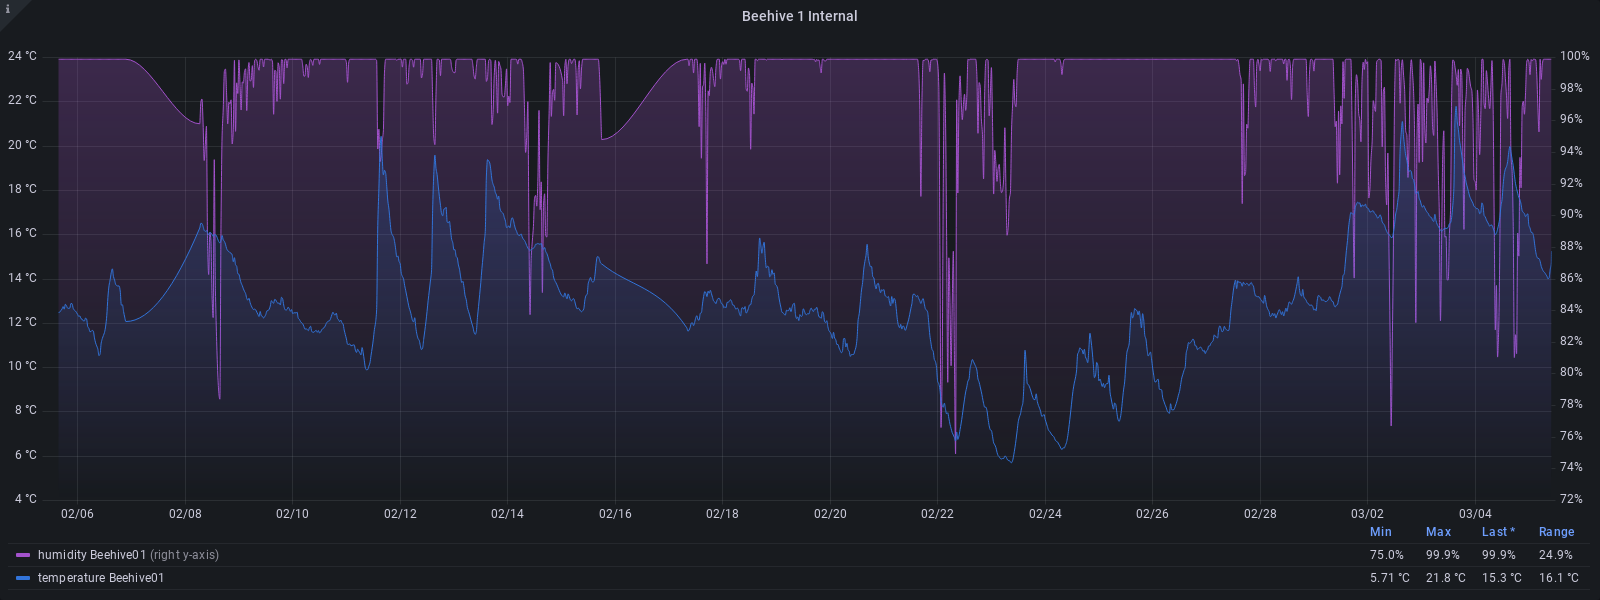 i
Beehive 1 Internal
24 °C
22 °C
20 °C
18 °C
16 °C
14 °C
12 °C
10 °C
8 °C
6 °C
4 °C
100%
98%
96%
94%
92%
90%
88%
86%
84%
82%
80%
78%
76%
74%
72%
02/06 02/08 02/10 02/12 02/14 02/16 02/18 02/20 02/22 02/24 02/26 02/28 03/02 03/04
Min Max Last * Range
humidity Beehive01 (right y-axis) 75.0% 99.9% 99.9% 24.9%
temperature Beehive01 5.71 °C 21.8 °C 15.3 °C 16.1 °C